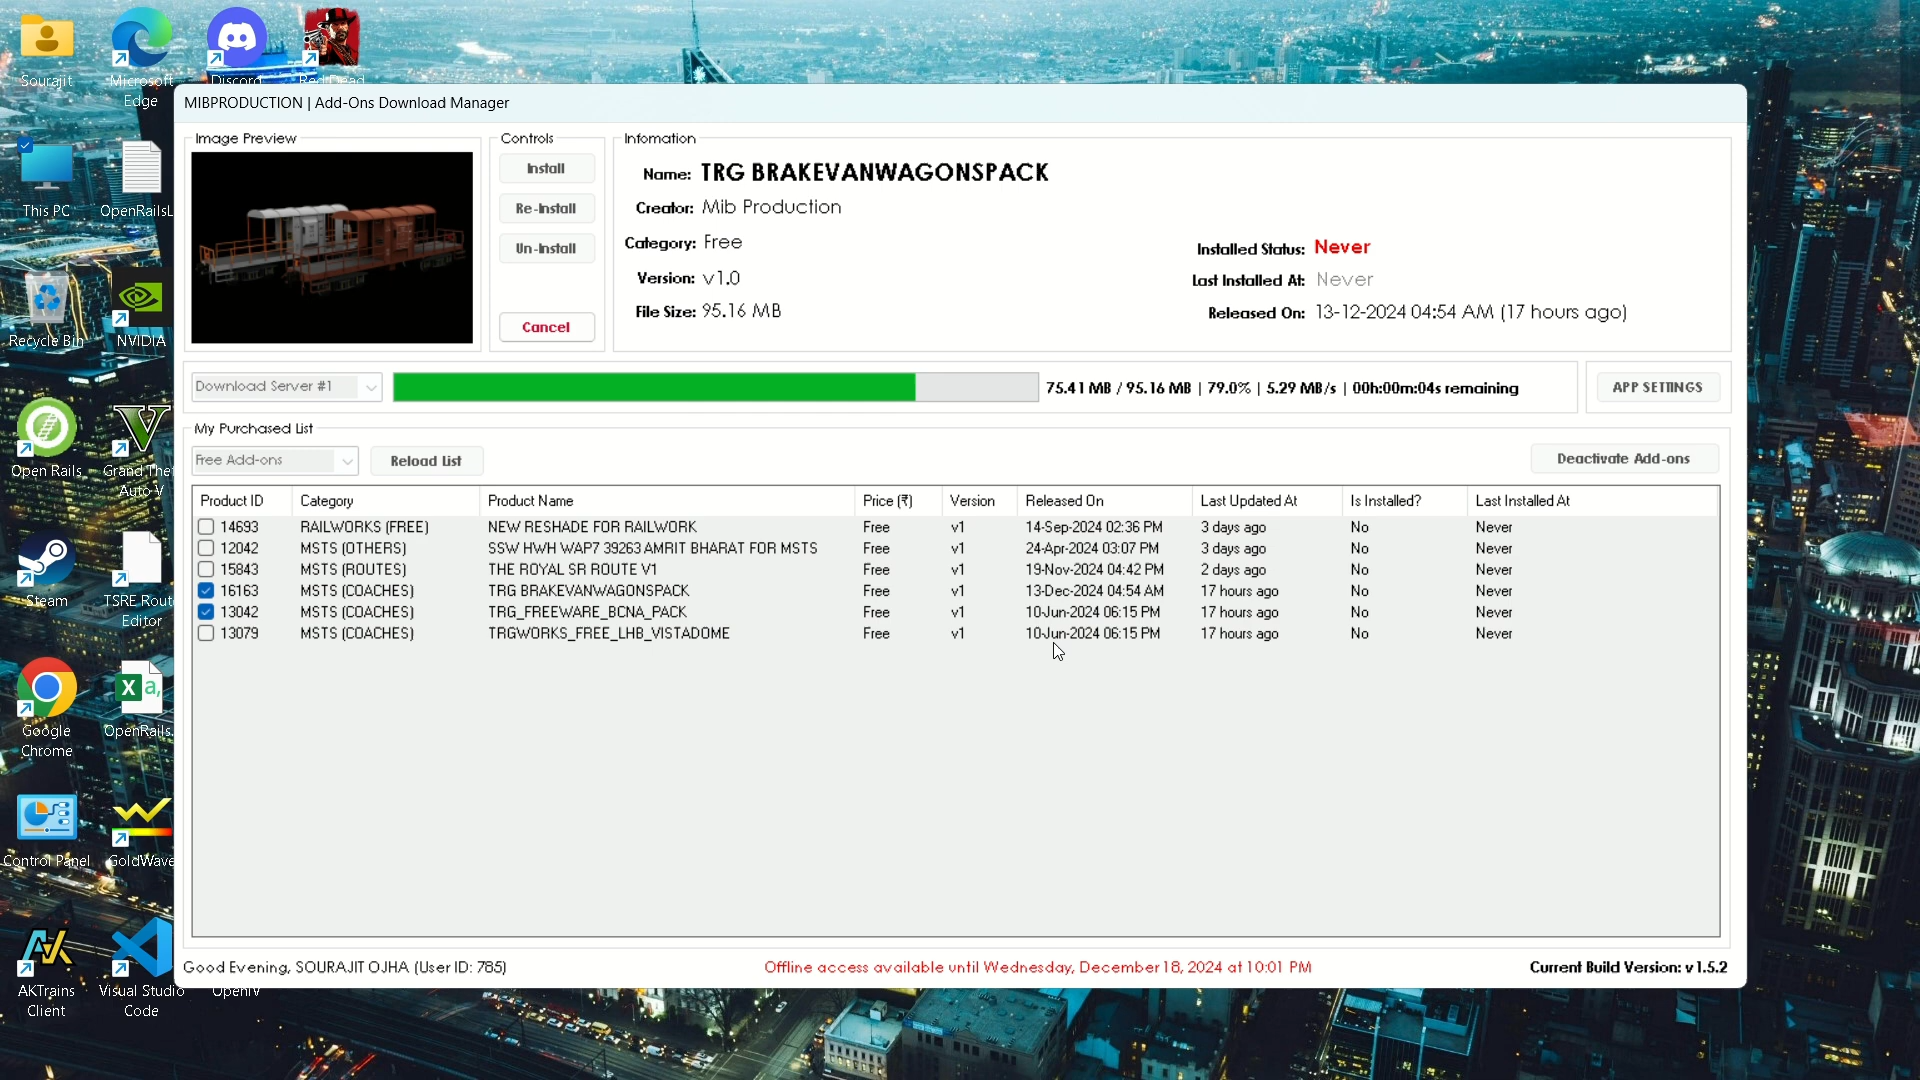 Sourajit
Microsoft Edge
Discord
Red Dead
This PC
OpenRailsL
Recycle Bin
NVIDIA
Open Rails
Grand Thef
Auto V
Steam
TSRE Rout
Editor
Google
Chrome
OpenRails.
Control Panel
GoldWave
AKTrains
Client
Visual Studio
Code
OpenIV
MIBPRODUCTION | Add-Ons Download Manager
Image Preview
Controls
Install
Re-Install
Un-Install
Cancel
Infomation
Name: TRG BRAKEVANWAGONSPACK
Creator: Mib Production
Category: Free
Version: v1.0
File Size: 95.16 MB
Installed Status: Never
Last Installed At: Never
Released On: 13-12-2024 04:54 AM (17 hours ago)
Download Server #1
75.41 MB / 95.16 MB | 79.0% | 5.29 MB/s | 00h:00m:04s remaining
APP SETTINGS
My Purchased List
Free Add-ons
Reload List
Deactivate Add-ons
Product ID Category Product Name Price (₹) Version Released On Last Updated At Is Installed? Last Installed At
14693 RAILWORKS (FREE) NEW RESHADE FOR RAILWORK Free v1 14-Sep-2024 02:36 PM 3 days ago No Never
12042 MSTS (OTHERS) SSW HWH WAP7 39263 AMRIT BHARAT FOR MSTS Free v1 24-Apr-2024 03:07 PM 3 days ago No Never
15843 MSTS (ROUTES) THE ROYAL SR ROUTE V1 Free v1 19-Nov-2024 04:42 PM 2 days ago No Never
16163 MSTS (COACHES) TRG BRAKEVANWAGONSPACK Free v1 13-Dec-2024 04:54 AM 17 hours ago No Never
13042 MSTS (COACHES) TRG_FREEWARE_BCNA_PACK Free v1 10-Jun-2024 06:15 PM 17 hours ago No Never
13079 MSTS (COACHES) TRGWORKS_FREE_LHB_VISTADOME Free v1 10-Jun-2024 06:15 PM 17 hours ago No Never
Good Evening, SOURAJIT OJHA (User ID: 785)
Offline access available until Wednesday, December 18, 2024 at 10:01 PM
Current Build Version: v1.5.2